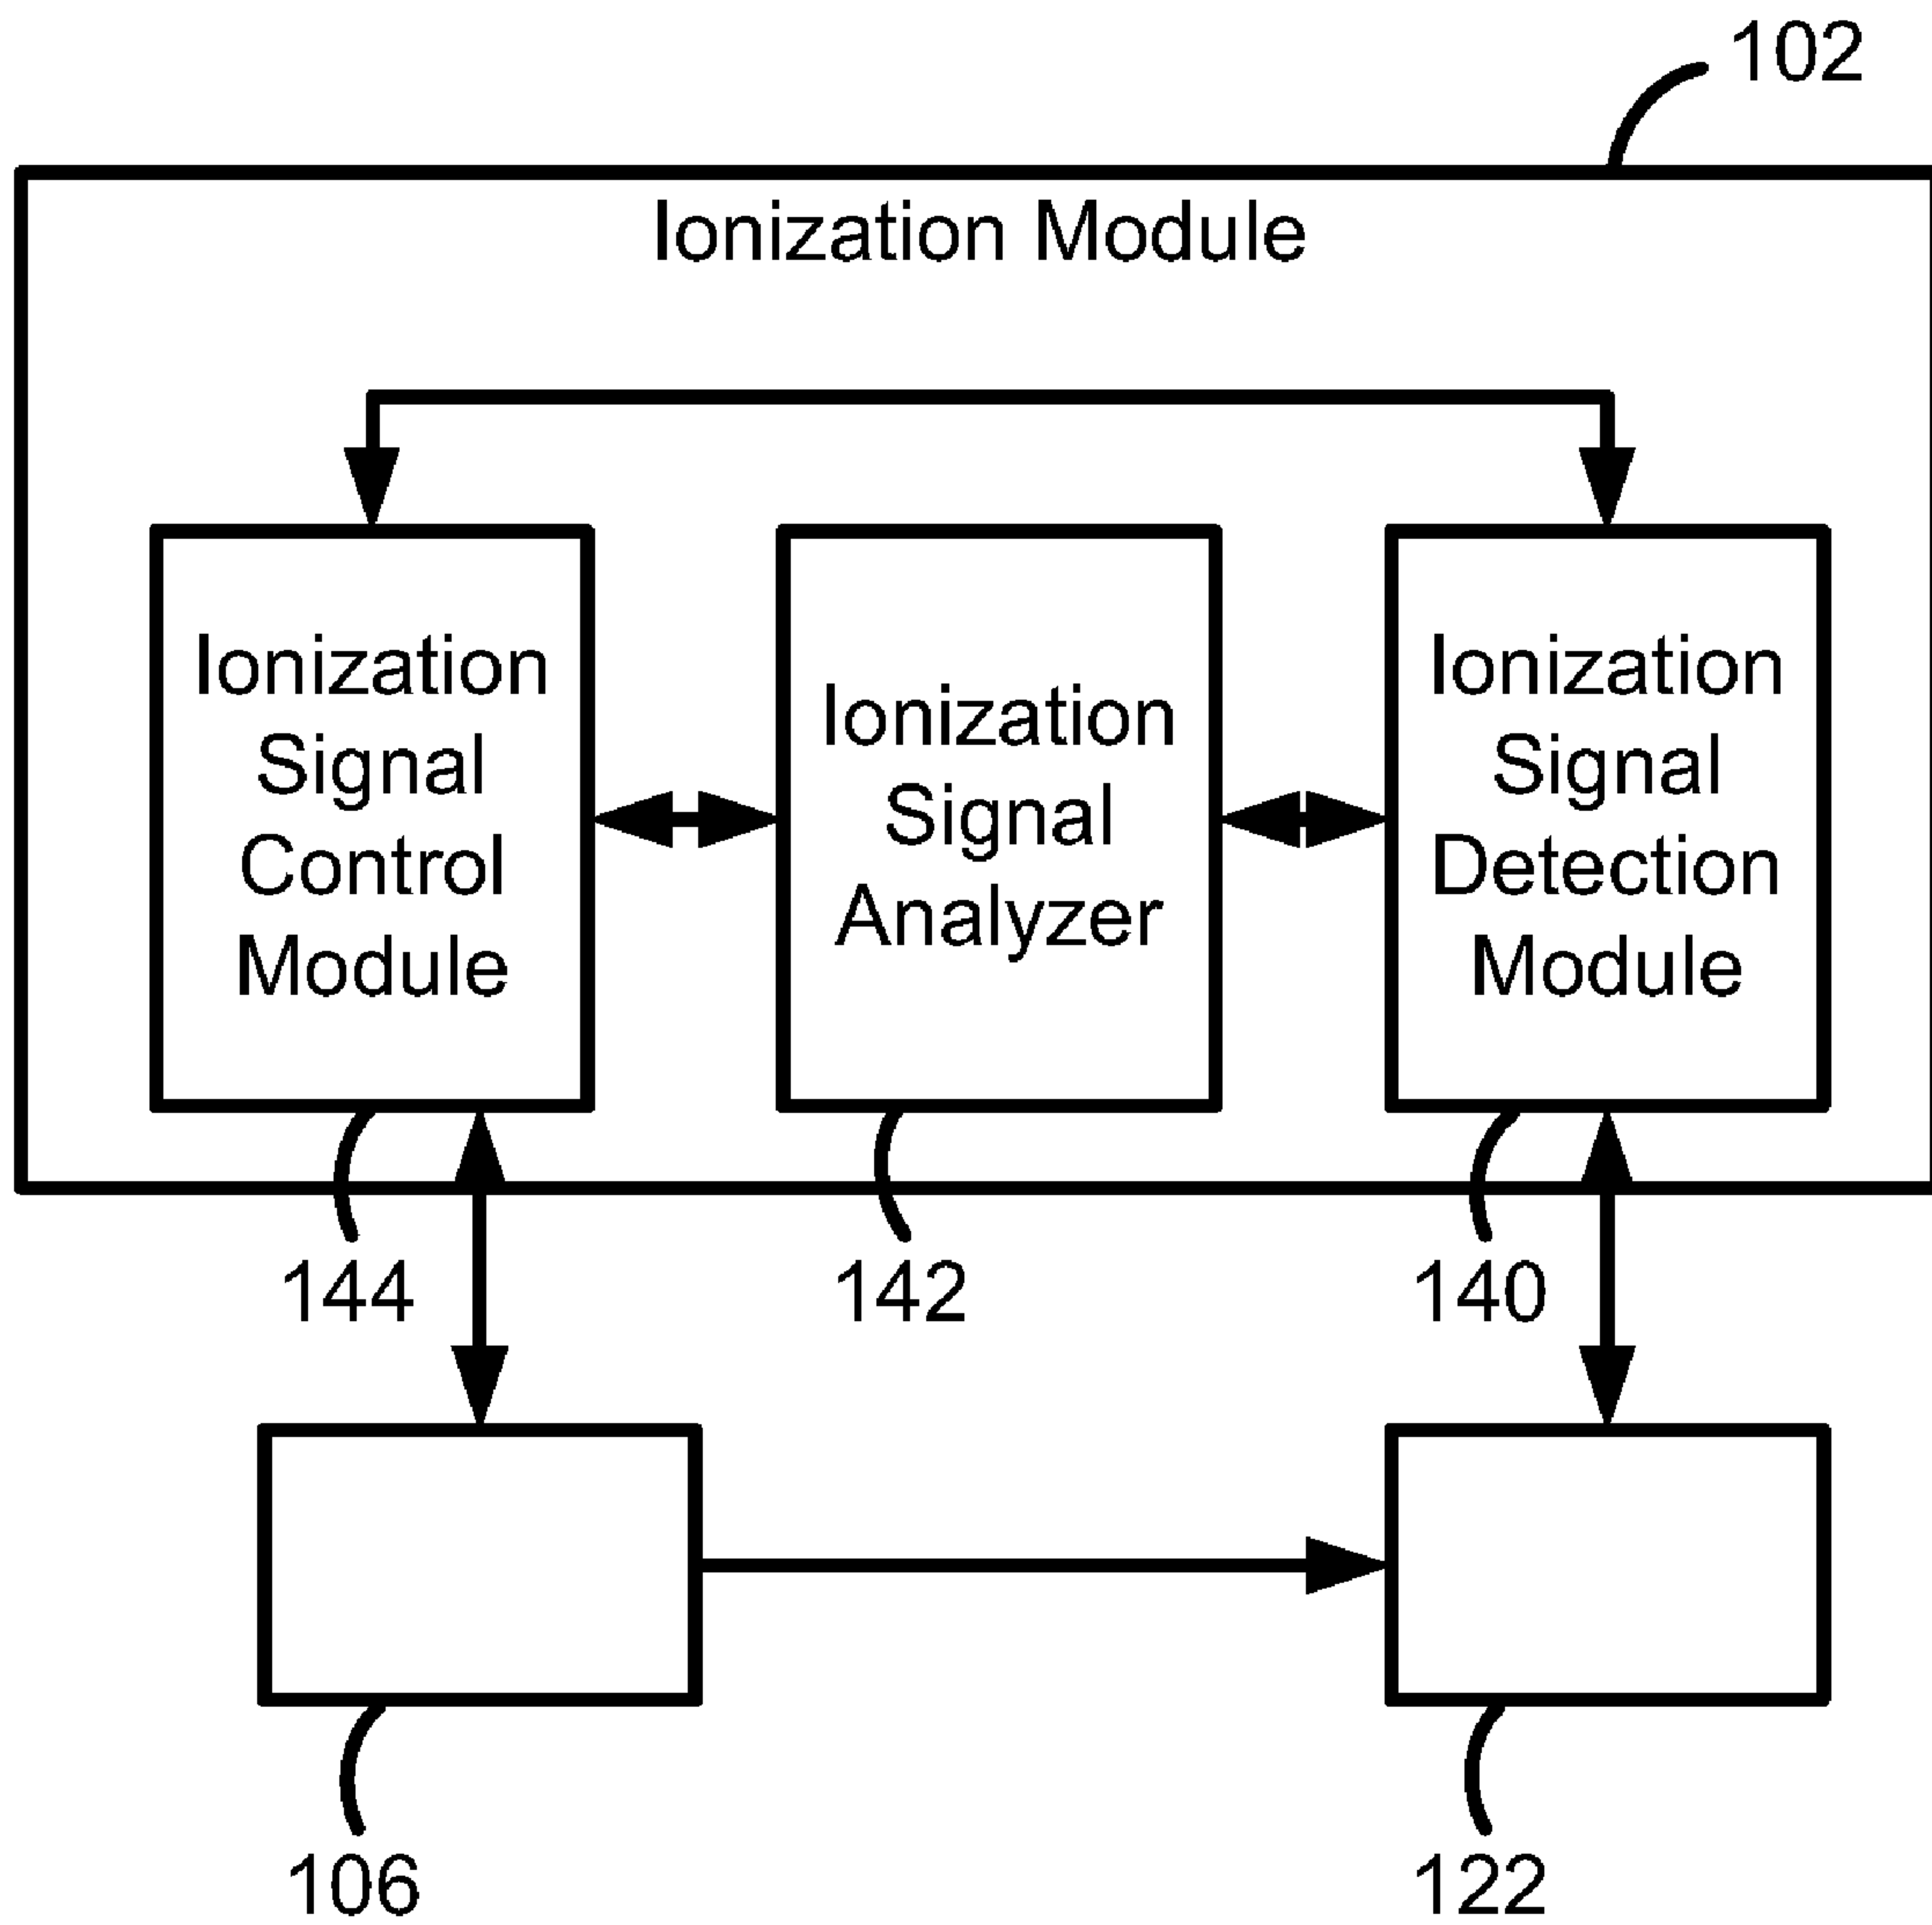 102
Ionization Module
Ionization
Signal
Control
Module
Ionization
Signal
Analyzer
Ionization
Signal
Detection
Module
144
142
140
106
122